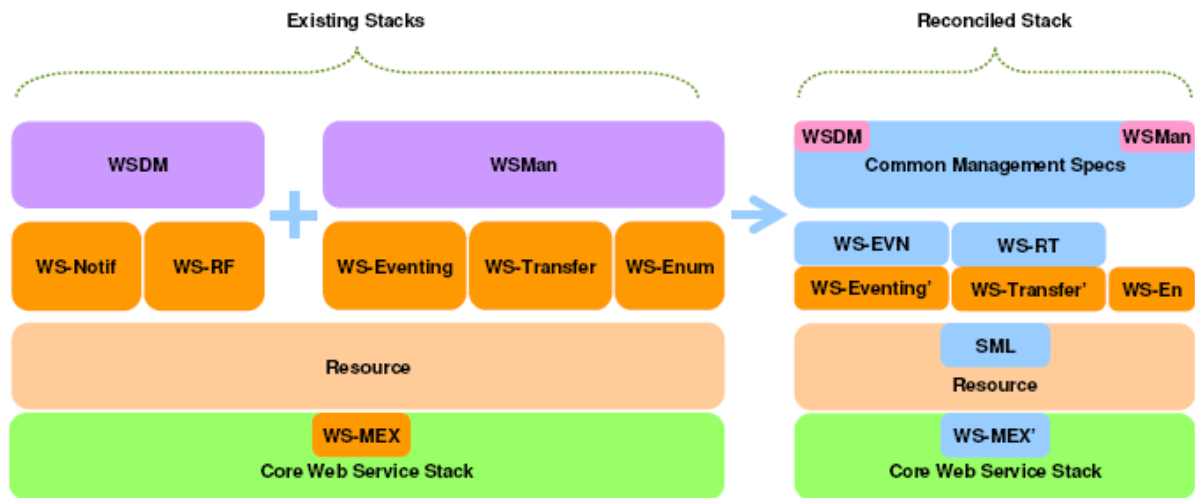 Existing Stacks
Reconciled Stack
WSDM
WSMan
WSDM
WSMan
Common Management Specs
WS-Notif
WS-RF
WS-Eventing
WS-Transfer
WS-Enum
WS-EVN
WS-RT
WS-Eventing’
WS-Transfer’
WS-En
Resource
SML
Resource
WS-MEX
Core Web Service Stack
WS-MEX’
Core Web Service Stack